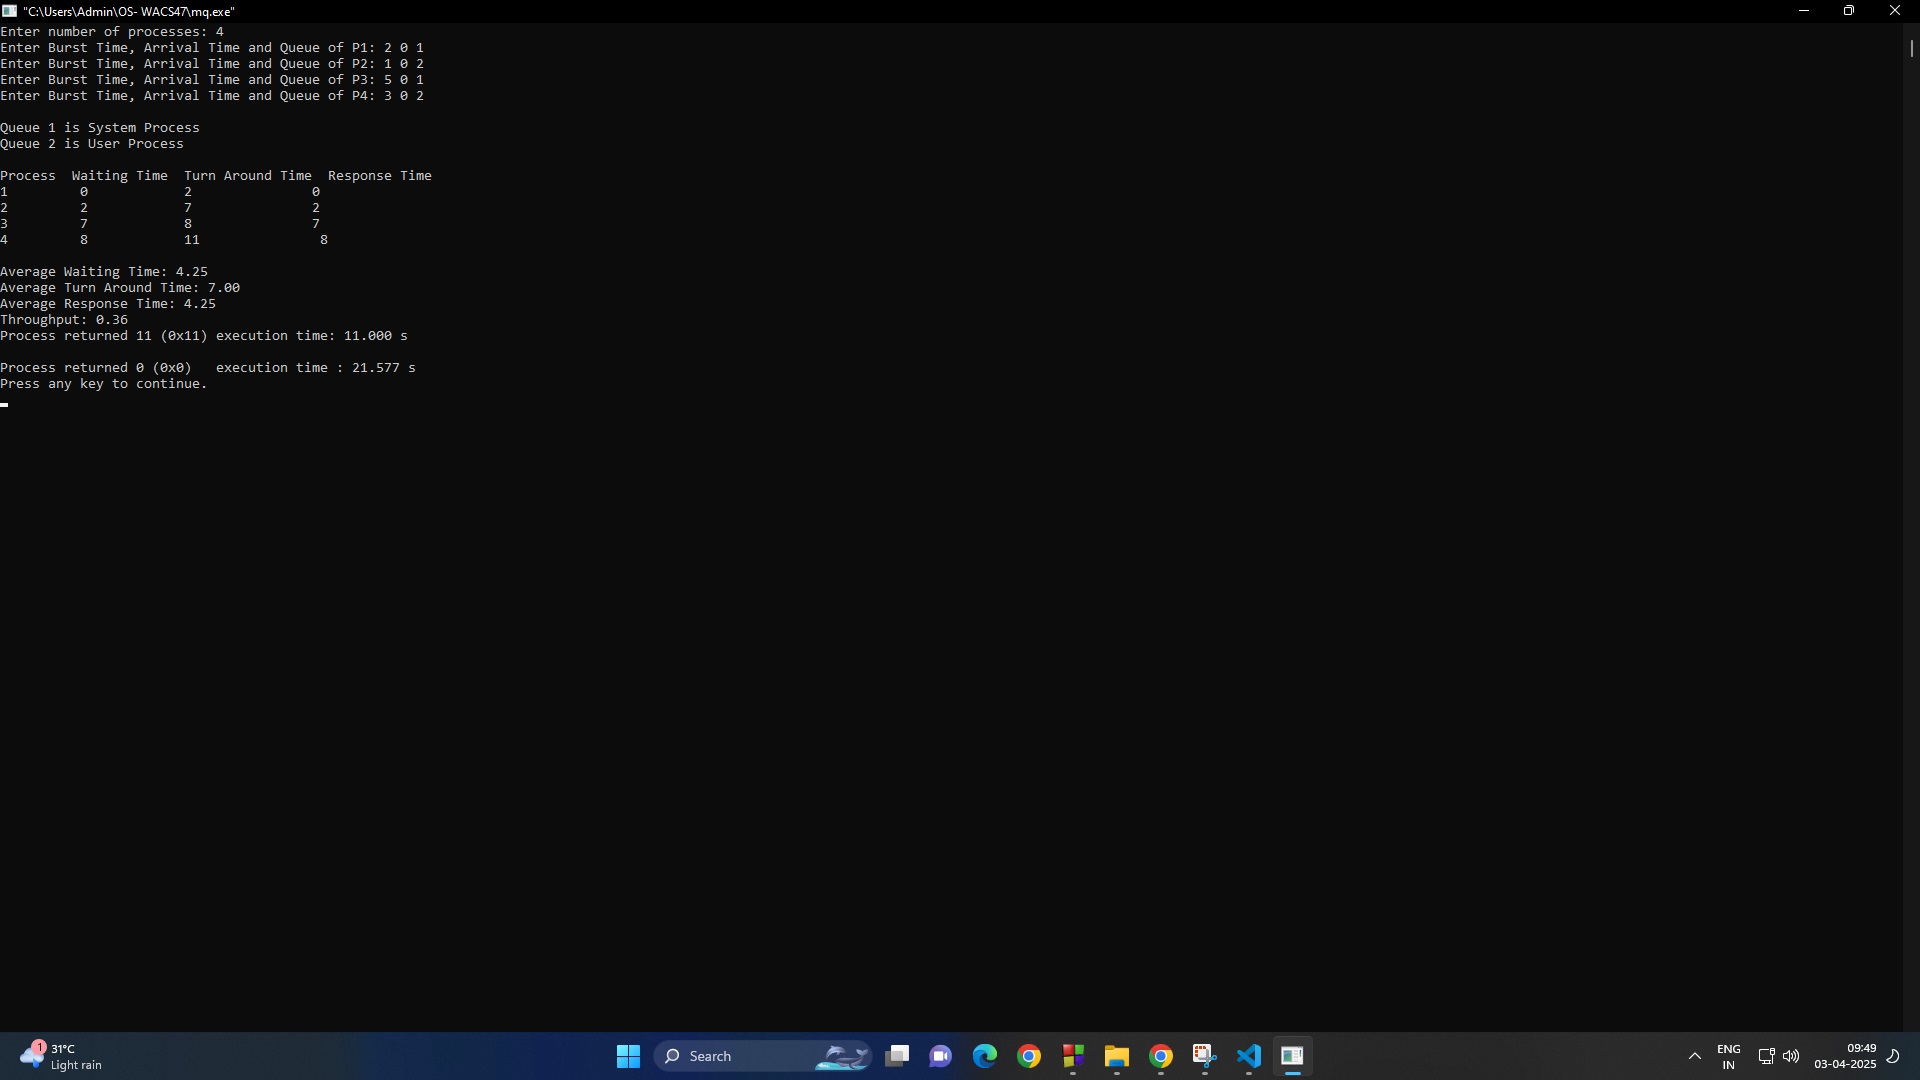 "C:\Users\Admin\OS- WACS47\mq.exe"
Enter number of processes: 4
Enter Burst Time, Arrival Time and Queue of P1: 2 0 1
Enter Burst Time, Arrival Time and Queue of P2: 1 0 2
Enter Burst Time, Arrival Time and Queue of P3: 5 0 1
Enter Burst Time, Arrival Time and Queue of P4: 3 0 2
Queue 1 is System Process
Queue 2 is User Process
Process  Waiting Time  Turn Around Time  Response Time
1         0            2               0
2         2            7               2
3         7            8               7
4         8            11               8
Average Waiting Time: 4.25
Average Turn Around Time: 7.00
Average Response Time: 4.25
Throughput: 0.36
Process returned 11 (0x11) execution time: 11.000 s
Process returned 0 (0x0)   execution time : 21.577 s
Press any key to continue.
1
31°C
Light rain
Search
ENG
IN
09:49
03-04-2025